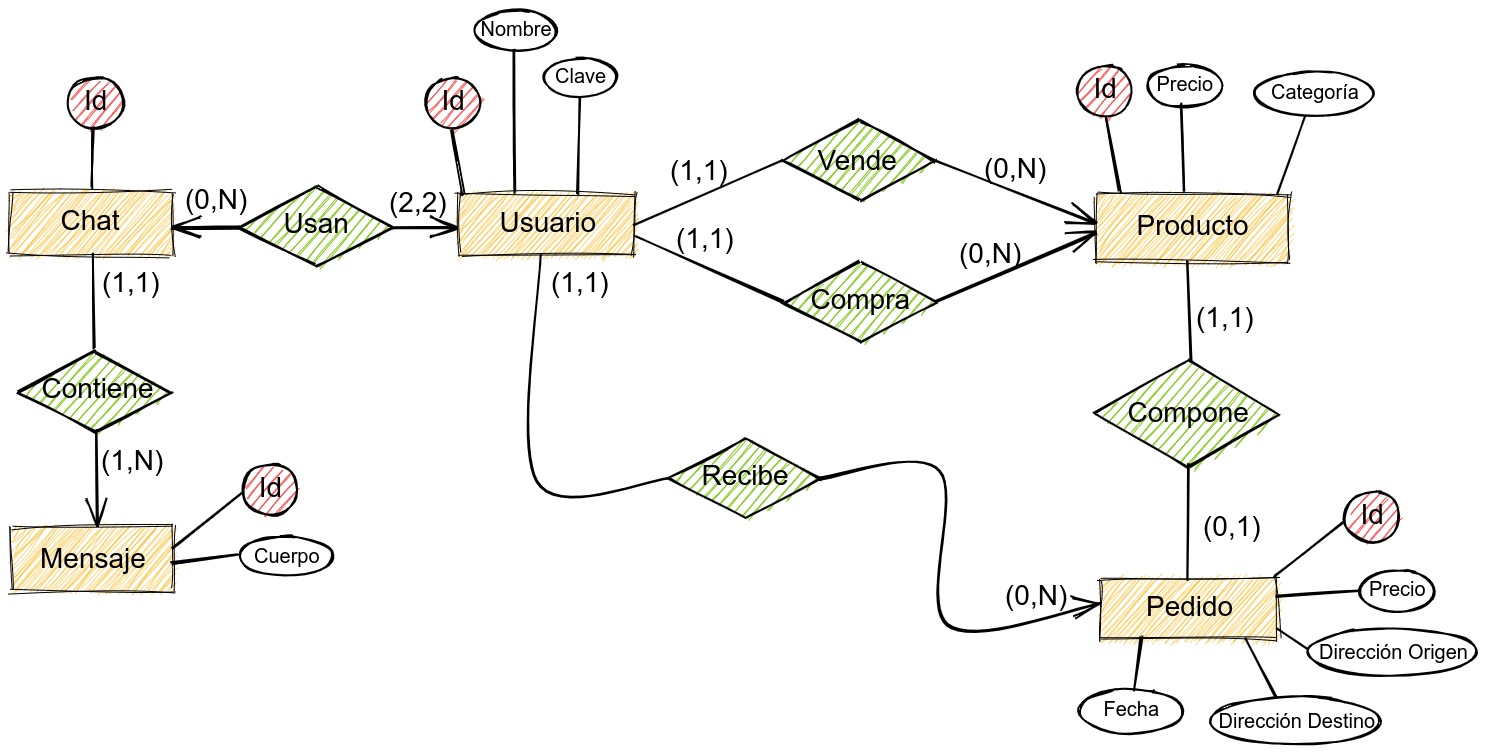 Nombre
Clave
Id
Id
Id
Precio
Categoría
Vende
(1,1)
(0,N)
(0,N)
(2,2)
Chat
Usan
Usuario
Producto
(1,1)
(0,N)
(1,1)
(1,1)
Compra
(1,1)
Contiene
Compone
(1,N)
Recibe
Id
Id
(0,1)
Mensaje
Cuerpo
(0,N)
Pedido
Precio
Dirección Origen
Fecha
Dirección Destino